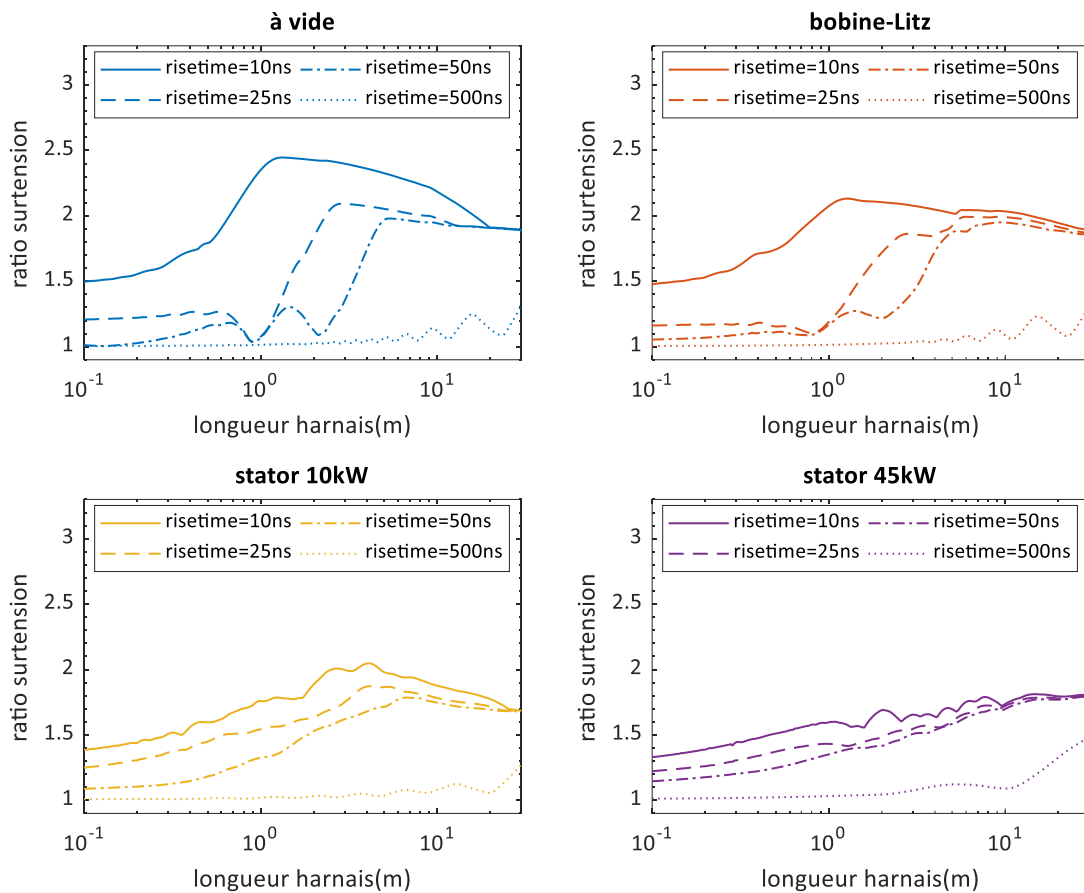 à vide
risetime=10ns risetime=50ns
risetime=25ns risetime=500ns
ratio surtension
3
2.5
2
1.5
1
10^-1 10^0 10^1
longueur harnais(m)
bobine-Litz
risetime=10ns risetime=50ns
risetime=25ns risetime=500ns
ratio surtension
3
2.5
2
1.5
1
10^-1 10^0 10^1
longueur harnais(m)
stator 10kW
risetime=10ns risetime=50ns
risetime=25ns risetime=500ns
ratio surtension
3
2.5
2
1.5
1
10^-1 10^0 10^1
longueur harnais(m)
stator 45kW
risetime=10ns risetime=50ns
risetime=25ns risetime=500ns
ratio surtension
3
2.5
2
1.5
1
10^-1 10^0 10^1
longueur harnais(m)